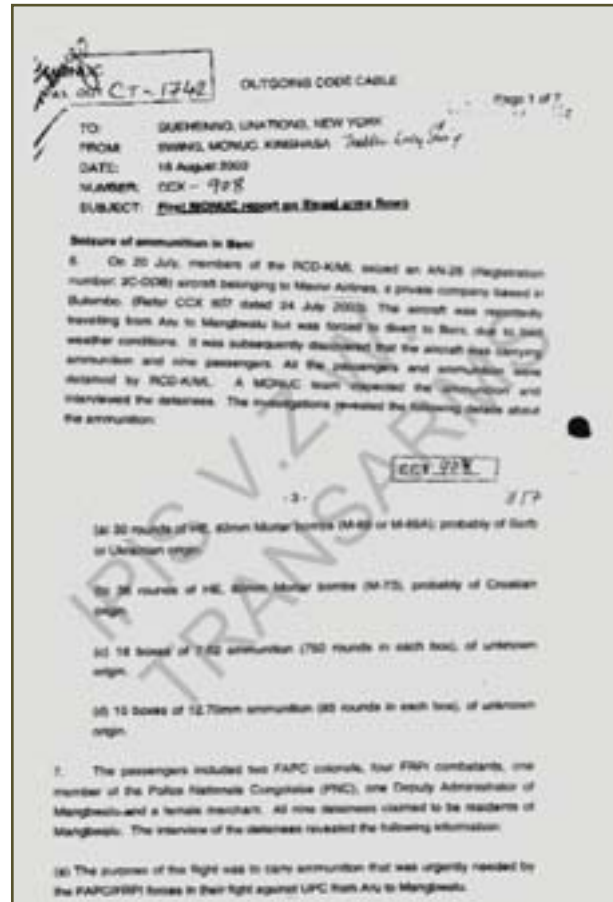 CT-1742
OUTGOING CODE CABLE
Page 1 of 7
TO: GUEHENNO, UNATIONS, NEW YORK
FROM: SWING, MONUC, KINSHASA
DATE: 18 August 2003
NUMBER: CCX - 908
SUBJECT: First MONUC report on illegal arms flows
Seizure of ammunition in Beni
6. On 20 July, members of the RCD-K/ML seized an AN-28 (Registration
number: 3C-DDB) aircraft belonging to Mavivi Airlines, a private company based in
Butembo. (Refer CCX 807 dated 24 July 2003). The aircraft was reportedly
travelling from Aru to Mangbwalu but was forced to divert to Beni, due to bad
weather conditions. It was subsequently discovered that the aircraft was carrying
ammunition and nine passengers. All the passengers and ammunition were
detained by RCD-K/ML. A MONUC team inspected the ammunition and
interviewed the detainees. The investigations revealed the following details about
the ammunition:
CCX 908
- 3 -
(a) 30 rounds of HE, Mortar bombs probably of Serb
or Ukrainian origin.
(b) rounds of HE, Mortar bombs probably of Croatian
origin.
(c) 18 boxes of 7.62 ammunition (750 rounds in each box), of unknown
origin.
(d) 10 boxes of 12.70mm ammunition (85 rounds in each box), of unknown
origin.
7. The passengers included two FAPC colonels, four FRPI combatants, one
member of the Police Nationale Congolaise (PNC), one Deputy Administrator of
Mangbwalu and a female merchant. All nine detainees claimed to be residents of
Mangbwalu. The interview of the detainees revealed the following information:
(a) The purpose of the flight was to carry ammunition that was urgently needed by
the FAPC/FRPI forces in their fight against UPC from Aru to Mangbwalu.
IPIS V.Z.W.
TRANSARMS